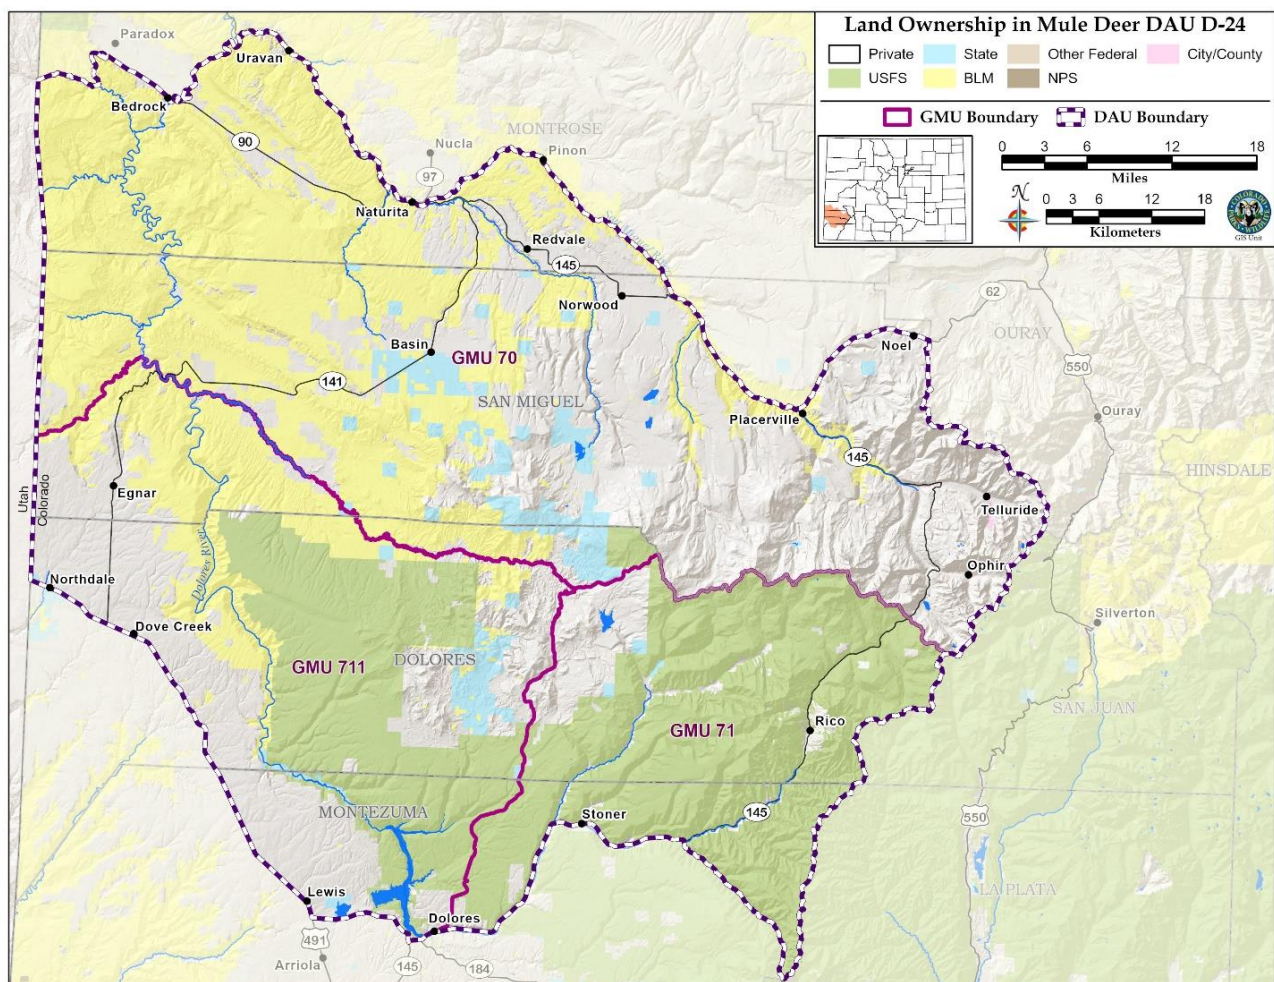 Land Ownership in Mule Deer DAU D-24
Private
State
Other Federal
City/County
USFS
BLM
NPS
GMU Boundary
DAU Boundary
0 3 6 12 18
Miles
N
0 3 6 12 18
Kilometers
GIS Unit
Paradox
Uravan
Bedrock
90
MONTROSE
Nucla
Pinon
97
Naturita
Redvale
145
Norwood
62
OURAY
Noel
Basin
GMU 70
550
141
SAN MIGUEL
Ouray
Placerville
145
HINSDALE
Utah
Colorado
Egnar
Telluride
Dolores River
Ophir
Northdale
Silverton
Dove Creek
DOLORES
GMU 711
SAN JUAN
GMU 71
Rico
MONTEZUMA
Stoner
145
550
LA PLATA
Lewis
Dolores
491
Arriola
145
184